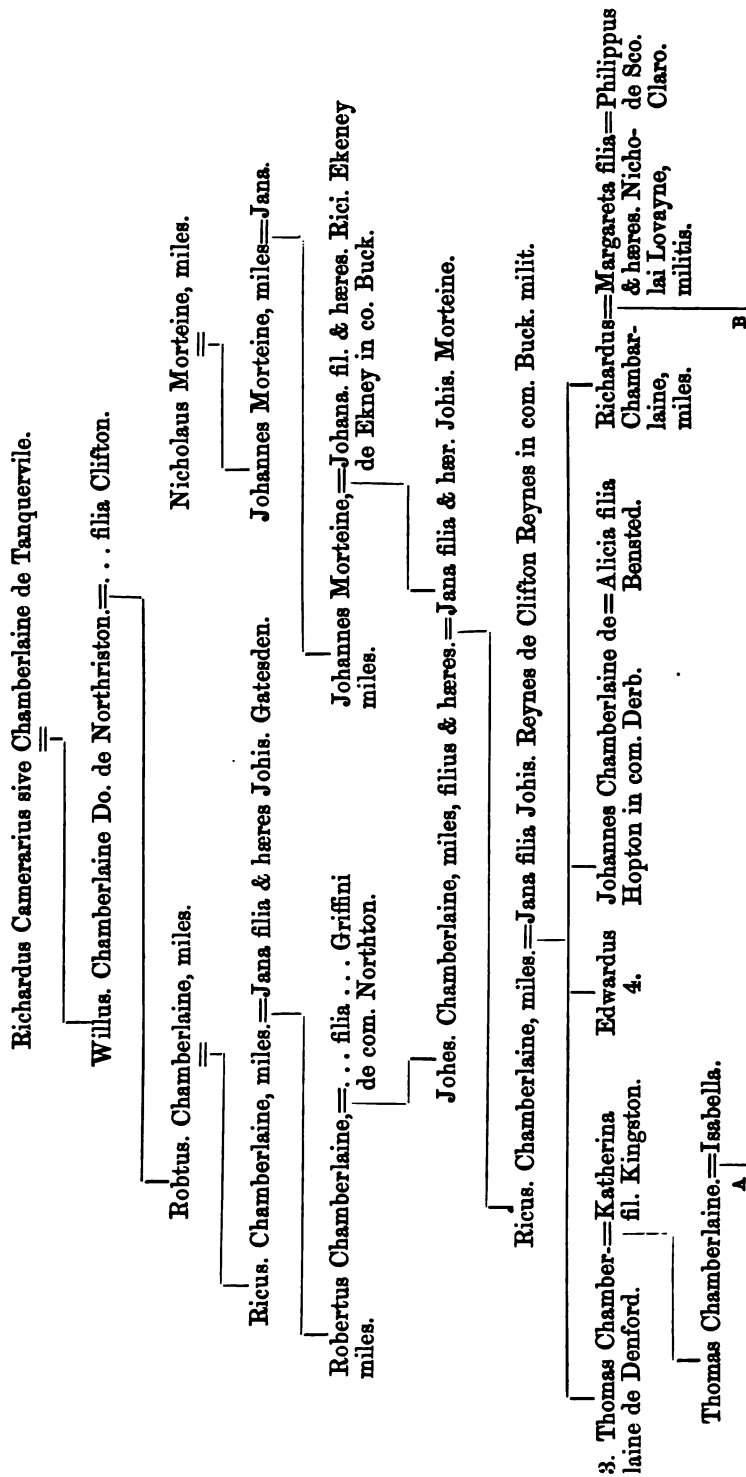 Richardus Camerarius sive Chamberlaine de Tanquervile.
Willus. Chamberlaine Do. de Northriston.=... filia Clifton.
Nicholaus Morteine, miles.
Robtus. Chamberlaine, miles.
Johannes Morteine, miles=Jana.
Ricus. Chamberlaine, miles.=Jana filia & hæres Johis. Gatesden.
Johannes Morteine,=Johana. fil. & hæres. Rici. Ekeney
miles. de Ekney in co. Buck.
Robertus Chamberlaine,=... filia ... Griffini
miles. de com. Northton.
Johes. Chamberlaine, miles, filius & hæres.=Jana filia & hær. Johis. Morteine.
Ricus. Chamberlaine, miles.=Jana filia Johis. Reynes de Clifton Reynes in com. Buck. milit.
3. Thomas Chamber-=Katherina
laine de Denford. fil. Kingston.
Edwardus
4.
Johannes Chamberlaine de=Alicia filia
Hopton in com. Derb. Bensted.
Richardus=Margareta filia=Philippus
Chambar- & hæres. Nicho- de Sco.
laine, lai Lovayne, Claro.
miles. militis.
Thomas Chamberlaine.=Isabella.
A
B